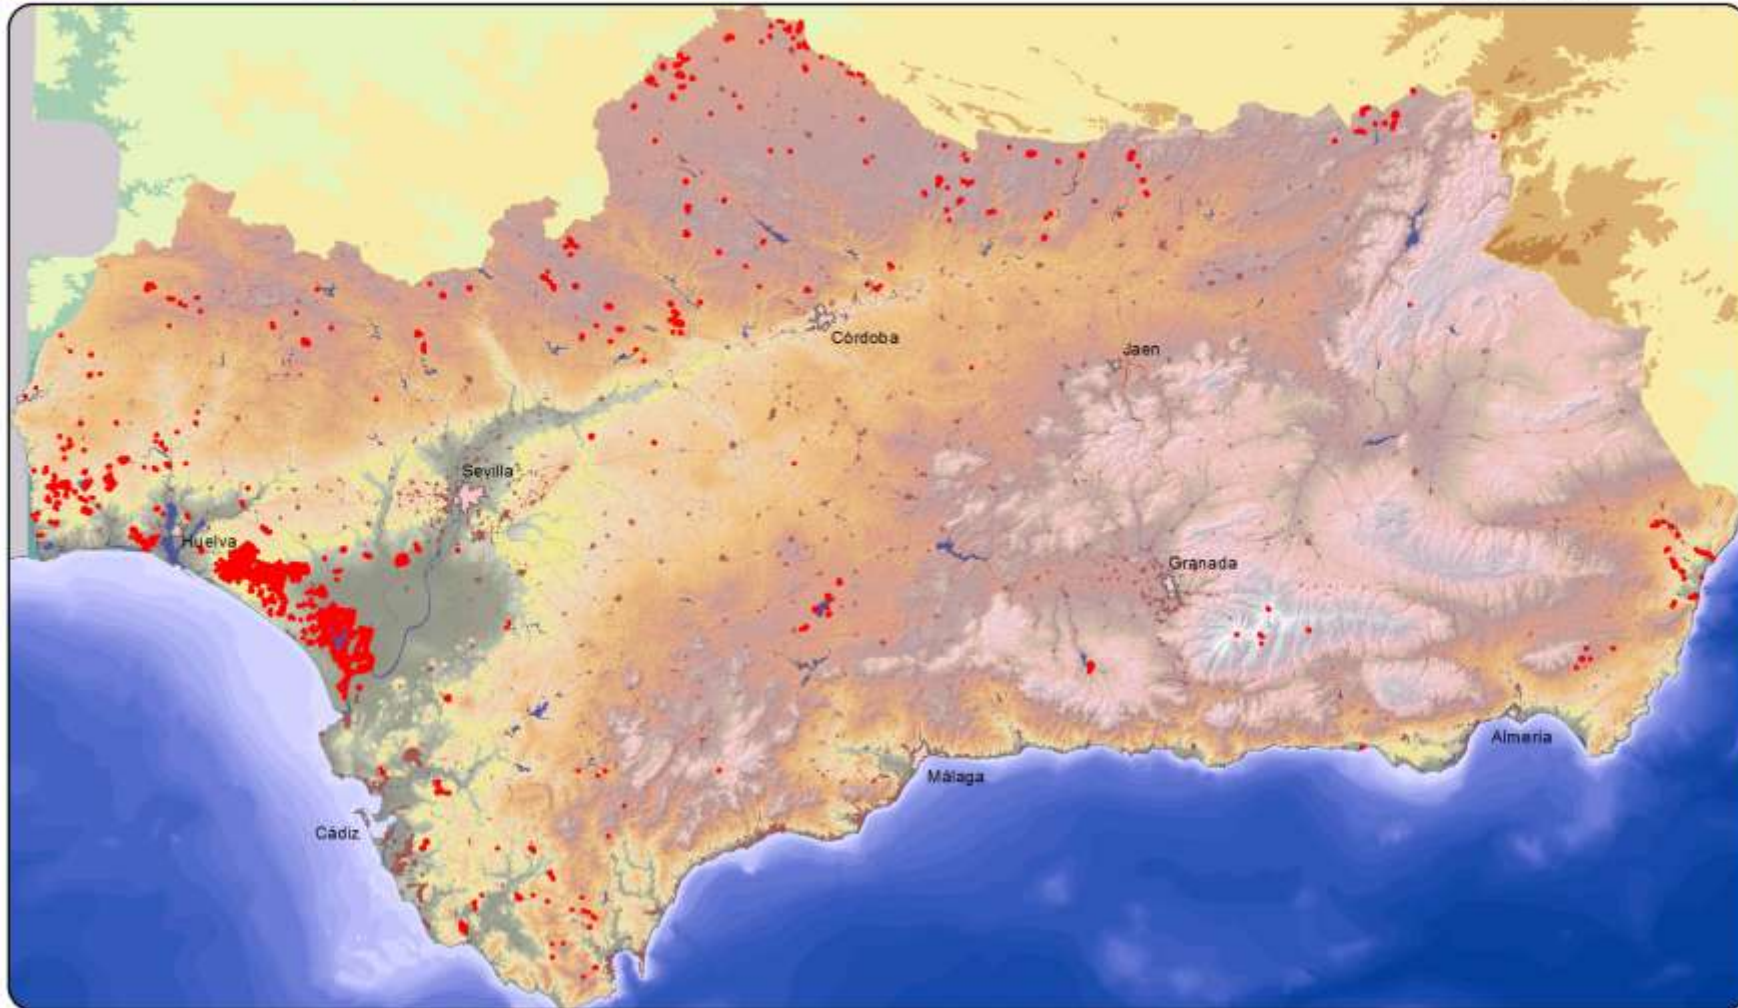 Córdoba
Jaen
Sevilla
Huelva
Granada
Almeria
Málaga
Cádiz